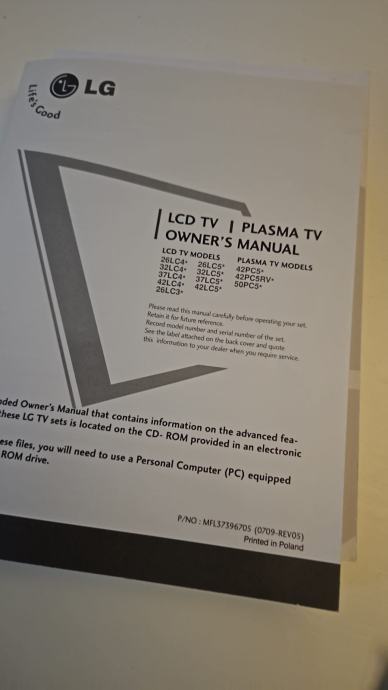 LG
Life's Good
LCD TV | PLASMA TV
OWNER'S MANUAL
LCD TV MODELS
26LC4* 26LC5*
32LC4* 32LC5*
37LC4* 37LC5*
42LC4* 42LC5*
26LC3*
PLASMA TV MODELS
42PC5*
42PC5RV*
50PC5*
Please read this manual carefully before operating your set.
Retain it for future reference.
Record model number and serial number of the set.
See the label attached on the back cover and quote
this information to your dealer when you require service.
ded Owner's Manual that contains information on the advanced fea-
hese LG TV sets is located on the CD- ROM provided in an electronic
ese files, you will need to use a Personal Computer (PC) equipped
ROM drive.
P/NO : MFL37396705 (0709-REV05)
Printed in Poland